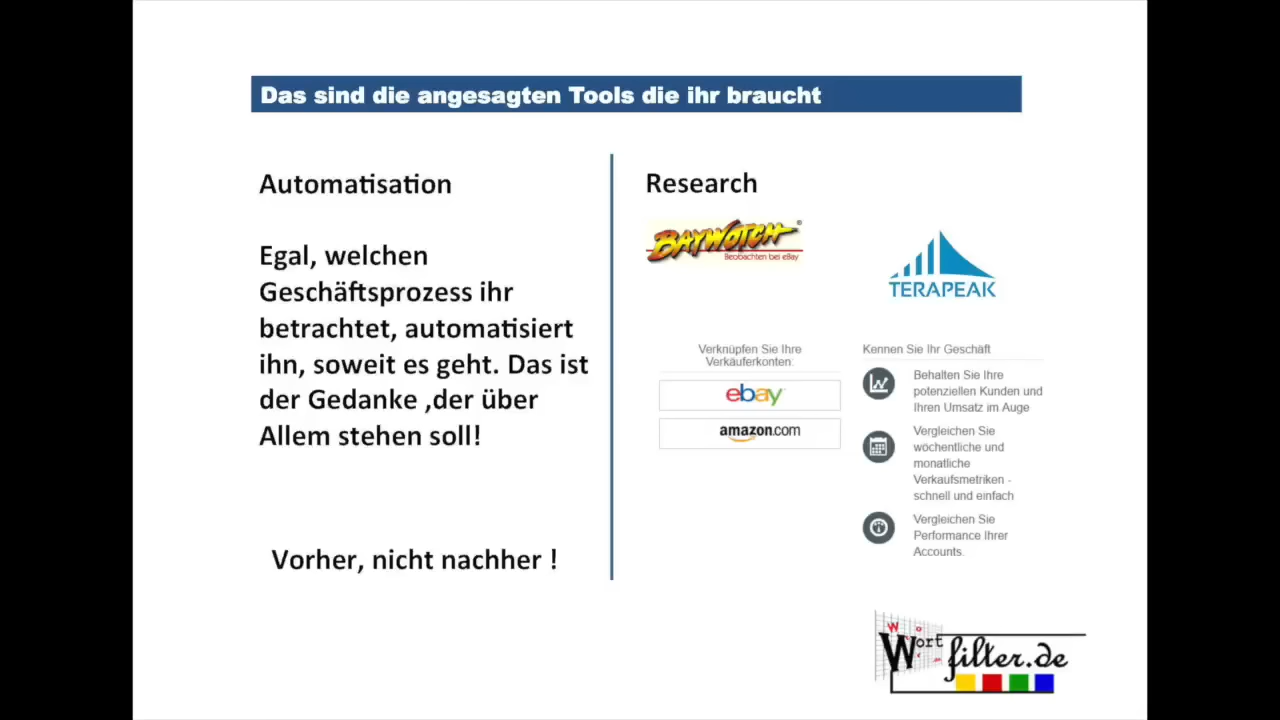 Das sind die angesagten Tools die ihr braucht
Automatisation
Egal, welchen
Geschäftsprozess ihr
betrachtet, automatisiert
ihn, soweit es geht. Das ist
der Gedanke ,der über
Allem stehen soll!
Vorher, nicht nachher !
Research
BAYWOTCH®
Beobachten bei eBay
TERAPEAK
Verknüpfen Sie Ihre
Verkäuferkonten:
ebay
amazon.com
Kennen Sie Ihr Geschäft
Behalten Sie Ihre
potenziellen Kunden und
Ihren Umsatz im Auge
Vergleichen Sie
wöchentliche und
monatliche
Verkaufsmetriken -
schnell und einfach
Vergleichen Sie
Performance Ihrer
Accounts.
Wortfilter.de